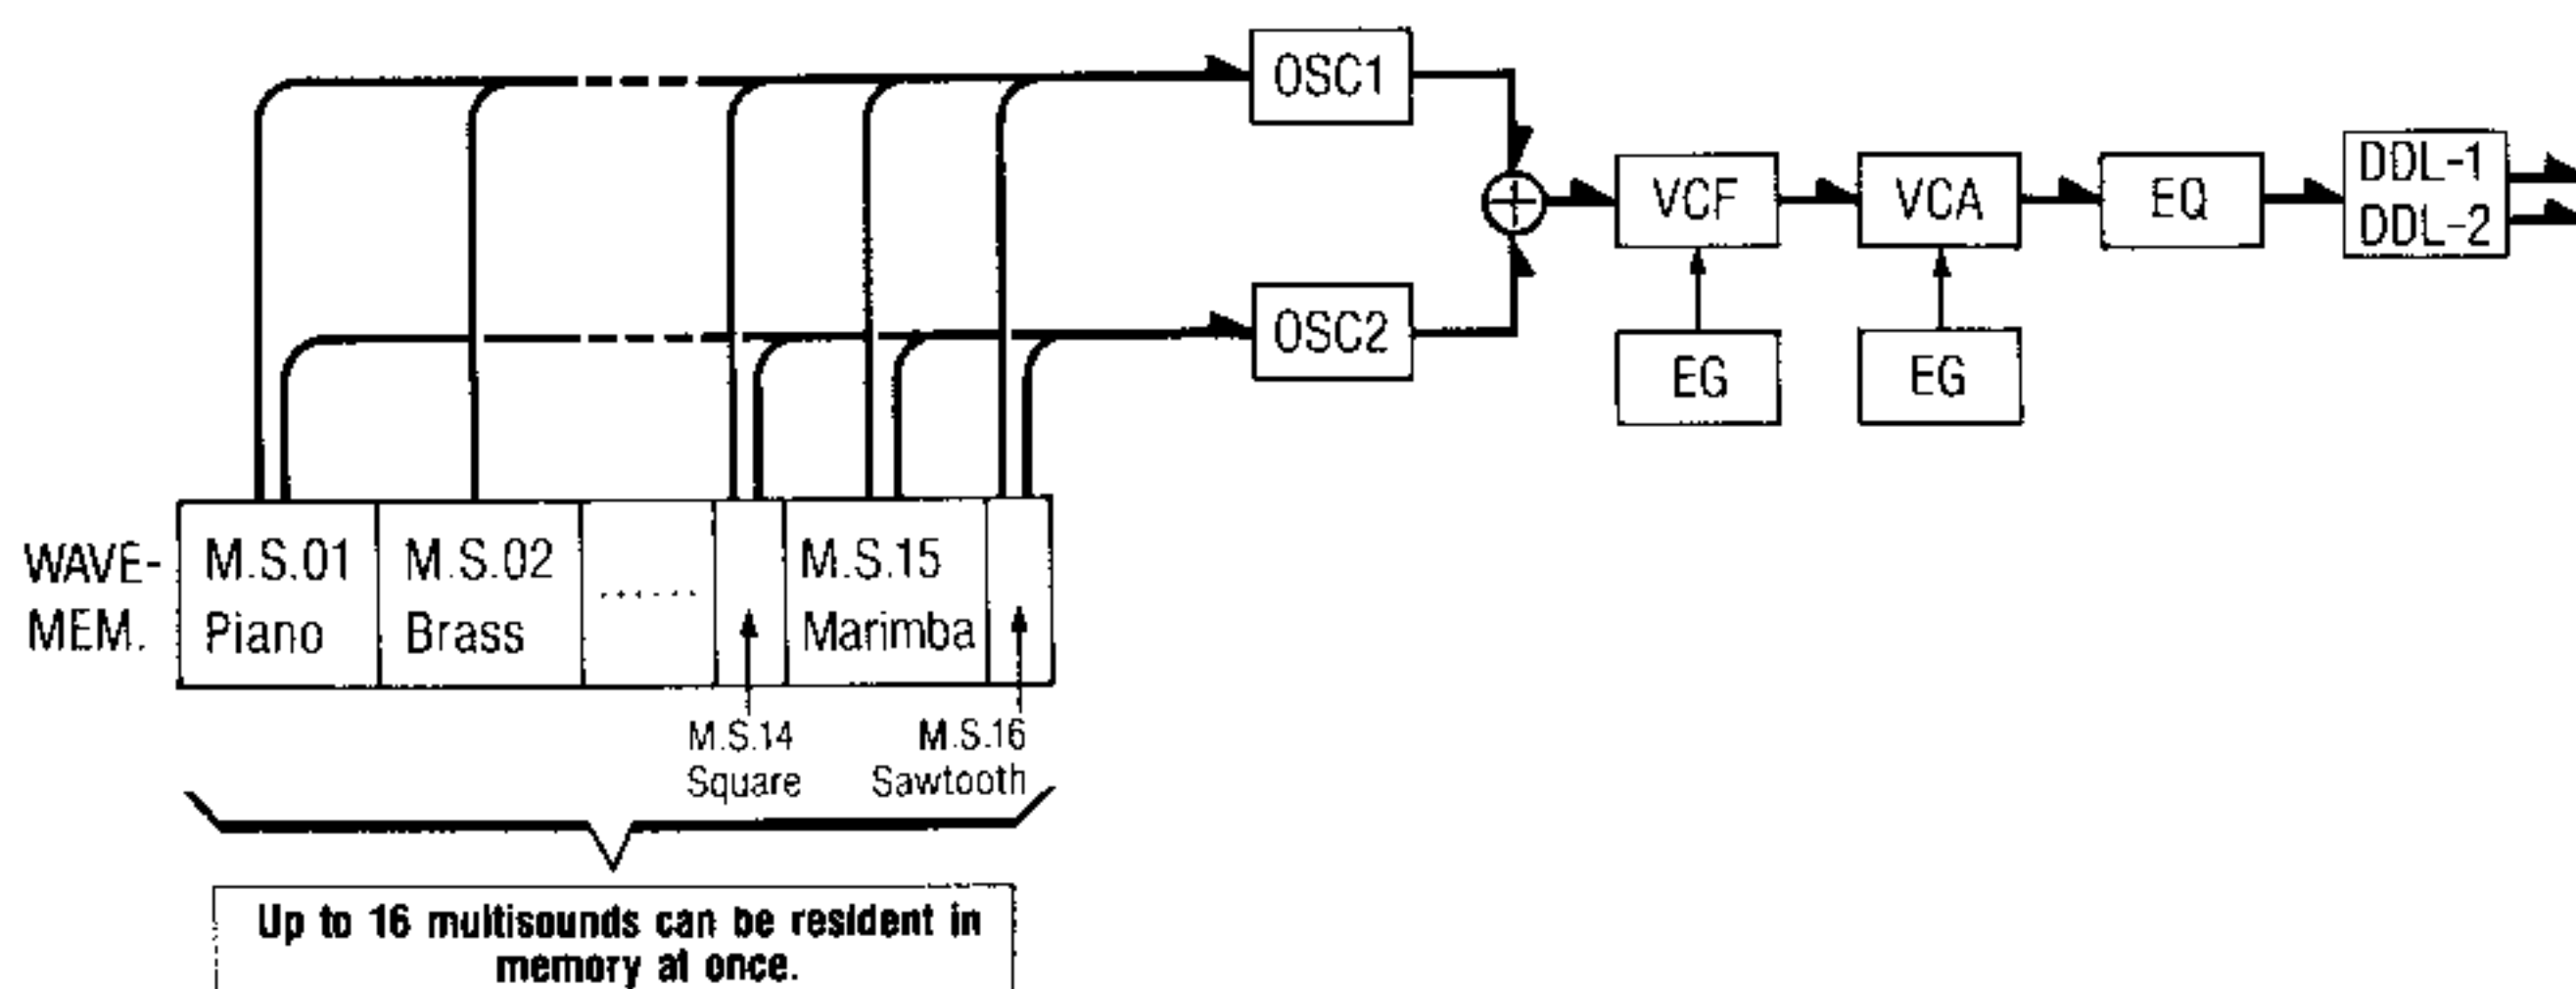 OSC1
DDL-1
DDL-2
VCF
VCA
EQ
OSC2
EG
EG
WAVE-
MEM.
M.S.01
Piano
M.S.02
Brass
........
M.S.15
Marimba
M.S.14
Square
M.S.16
Sawtooth
Up to 16 multisounds can be resident in
memory at once.